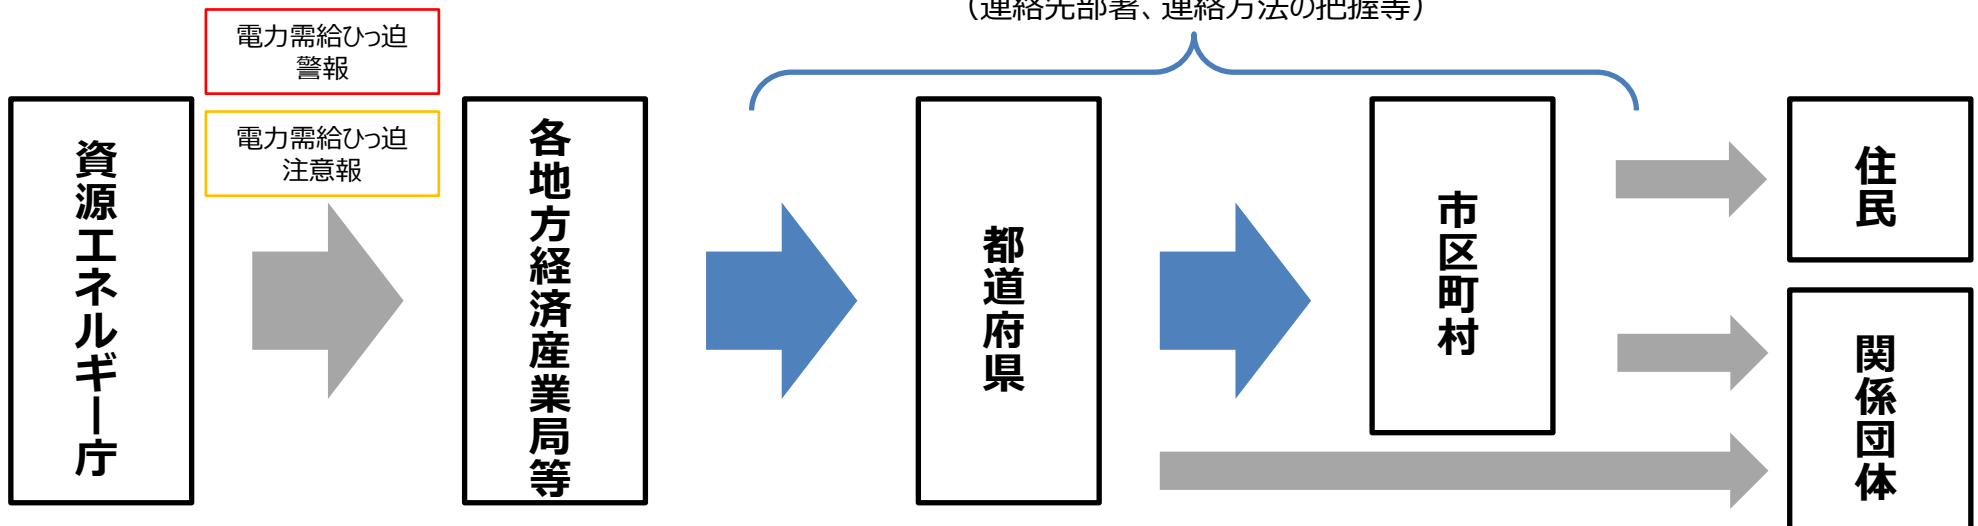 （連絡先部署、連絡方法の把握等）
電力需給ひっ迫
警報
電力需給ひっ迫
注意報
資源エネルギー庁
各地方経済産業局等
都道府県
市区町村
住民
関係団体